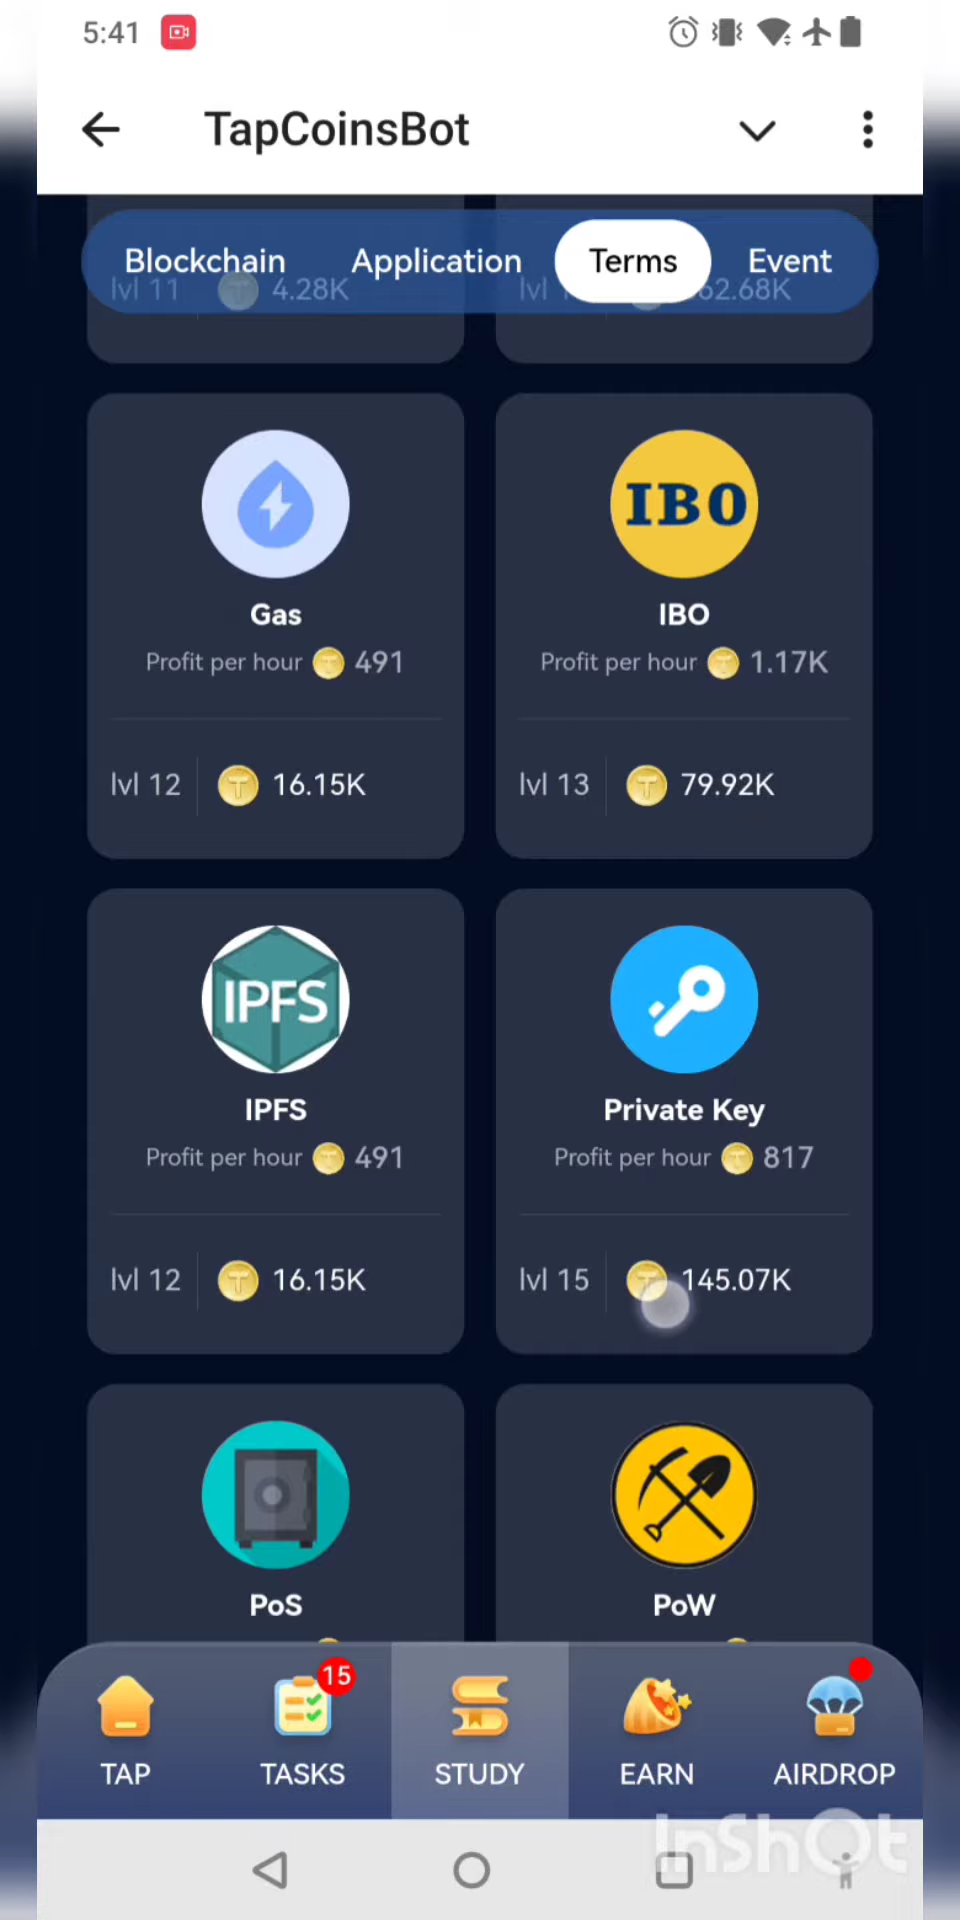 5:41
TapCoinsBot
Blockchain Application Terms Event
lvl 11 4.28K lvl 62.68K
Gas
Profit per hour 491
lvl 12 16.15K
IBO
IBO
Profit per hour 1.17K
lvl 13 79.92K
IPFS
IPFS
Profit per hour 491
lvl 12 16.15K
Private Key
Profit per hour 817
lvl 15 145.07K
PoS
PoW
TAP
15
TASKS
STUDY
EARN
AIRDROP
InShOt